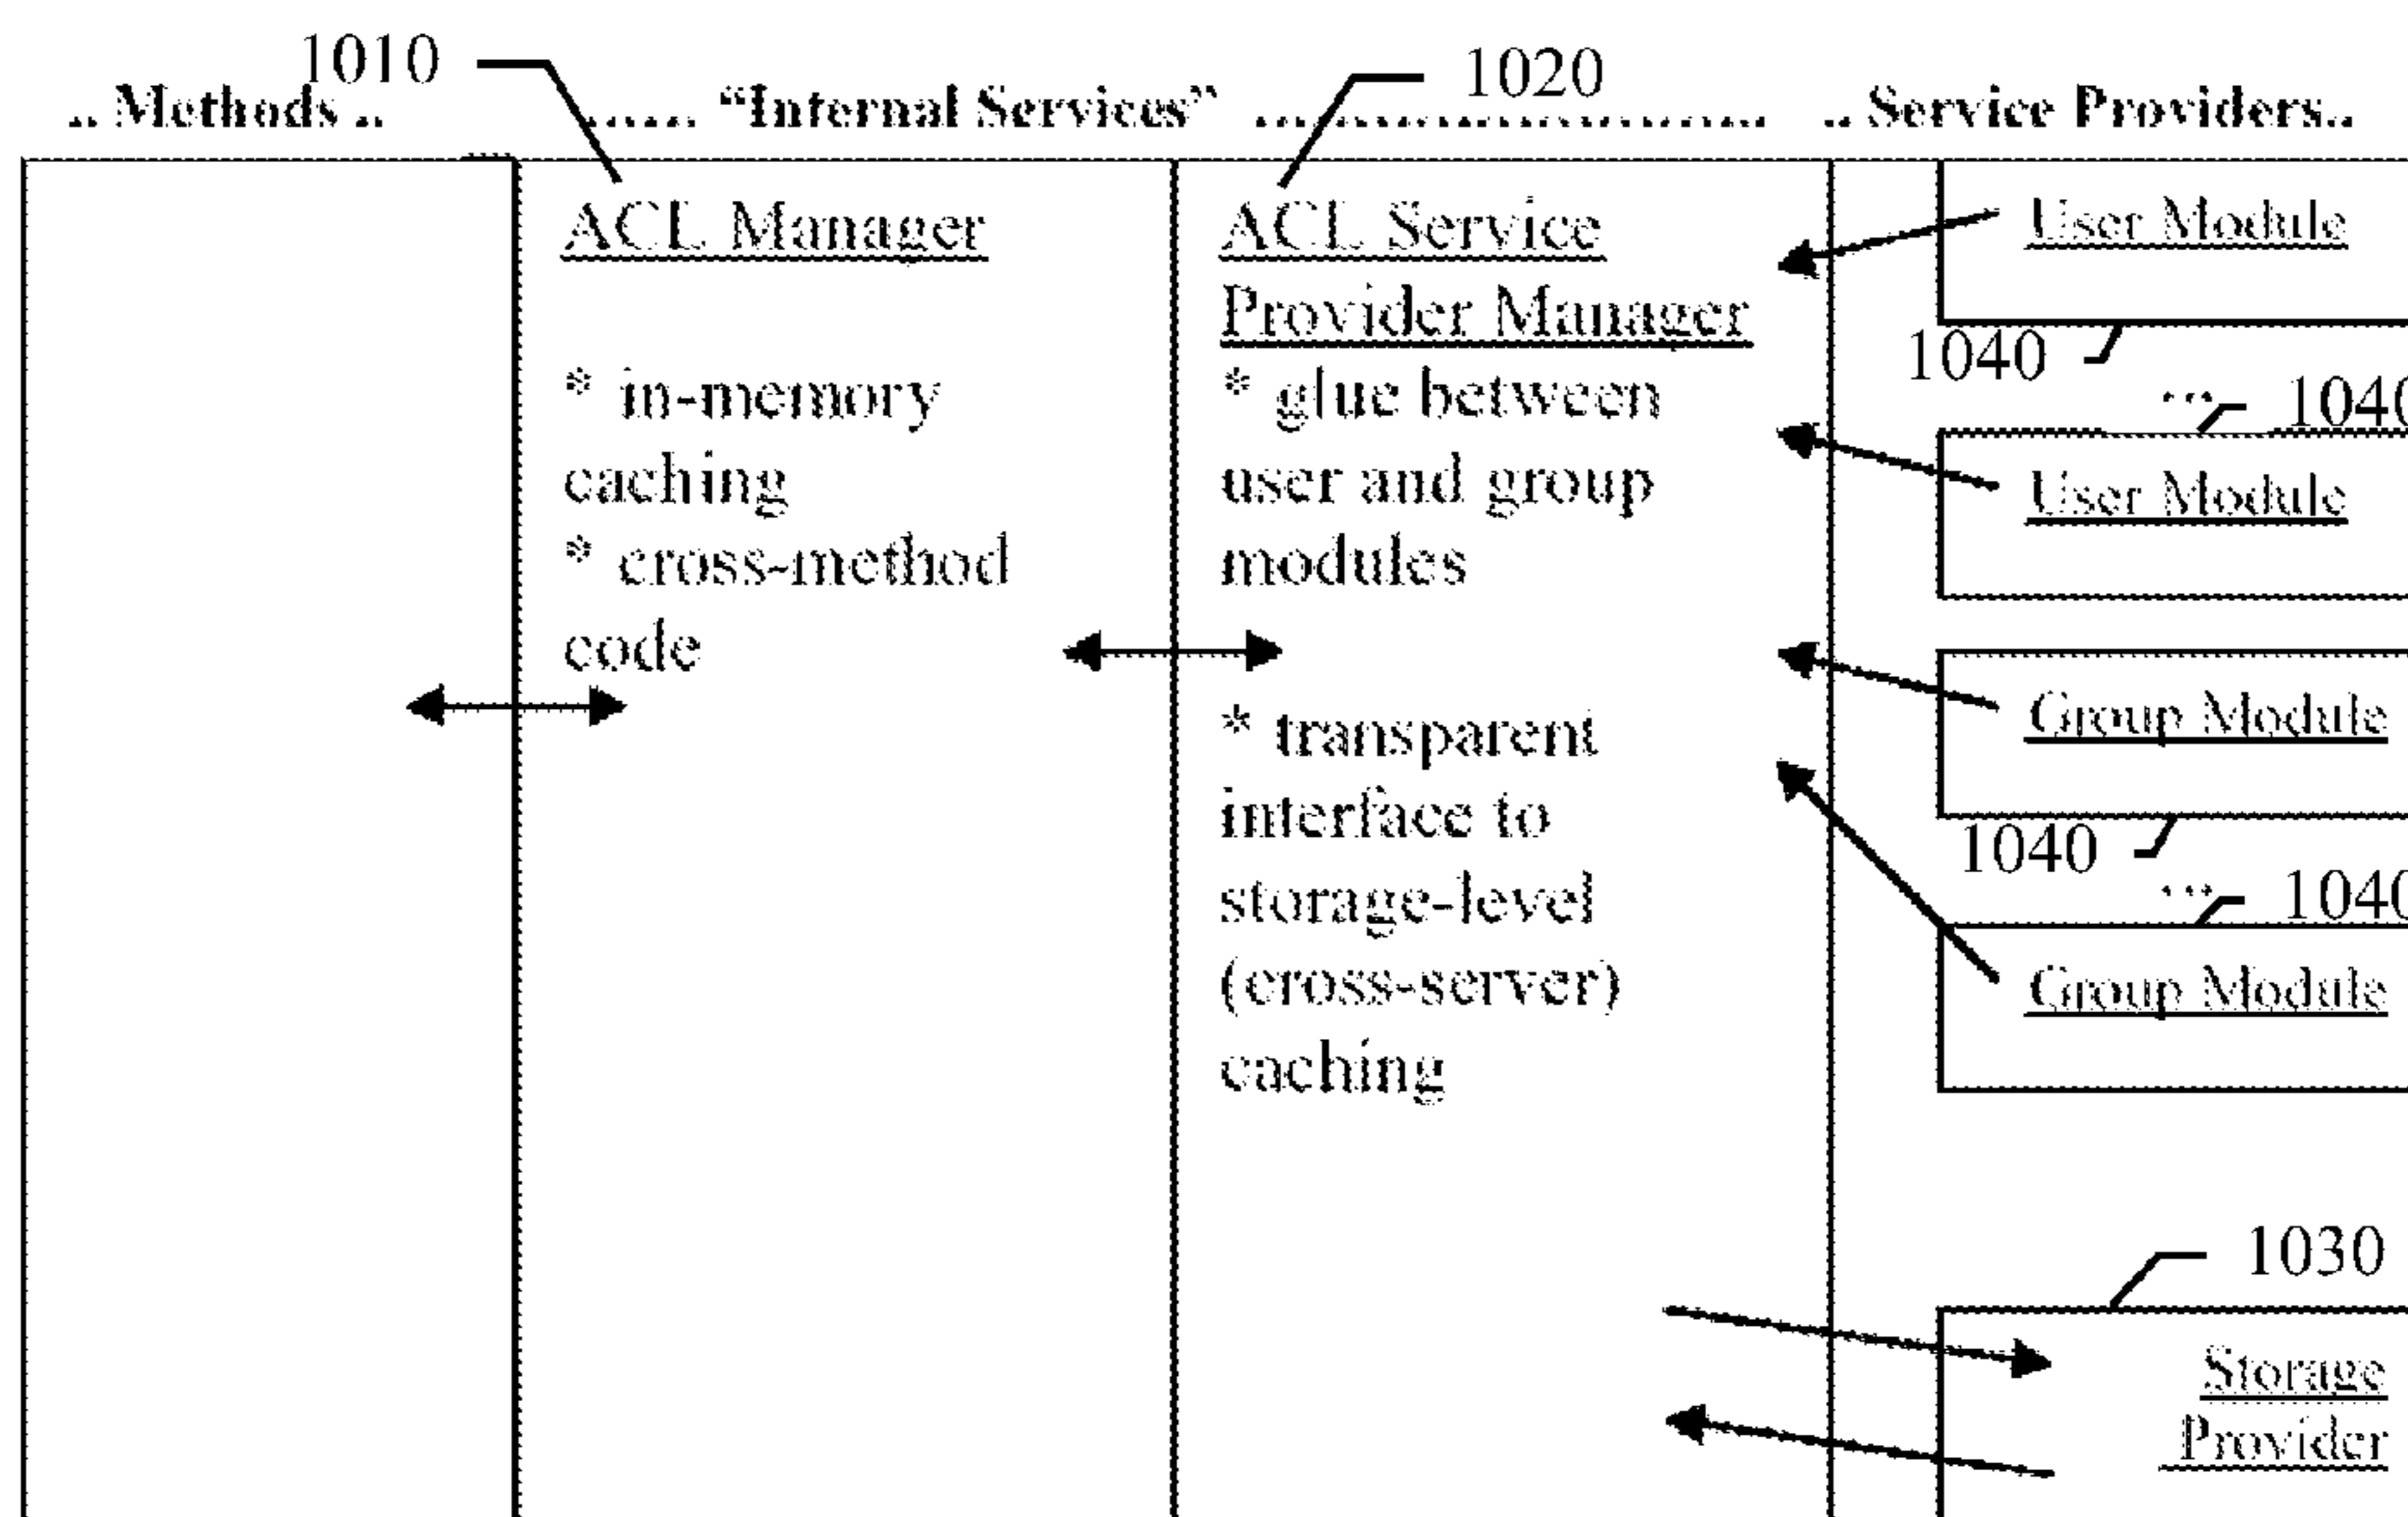 1010
1020
.. Methods ..
...... “Internal Services” ............................
.. Service Providers..
ACL Manager
* in-memory
caching
* cross-method
code
ACL Service
Provider Manager
* glue between
user and group
modules
* transparent
interface to
storage-level
(cross-server)
caching
User Module
1040
... 1040
User Module
Group Module
1040
... 1040
Group Module
1030
Storage
Provider